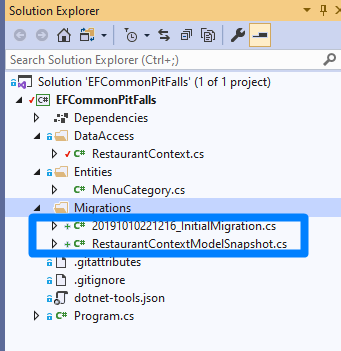 Solution Explorer
Search Solution Explorer (Ctrl+;)
Solution 'EFCommonPitFalls' (1 of 1 project)
C# EFCommonPitFalls
Dependencies
DataAccess
C# RestaurantContext.cs
Entities
C# MenuCategory.cs
Migrations
+ C# 20191010221216_InitialMigration.cs
+ C# RestaurantContextModelSnapshot.cs
.gitattributes
.gitignore
dotnet-tools.json
C# Program.cs